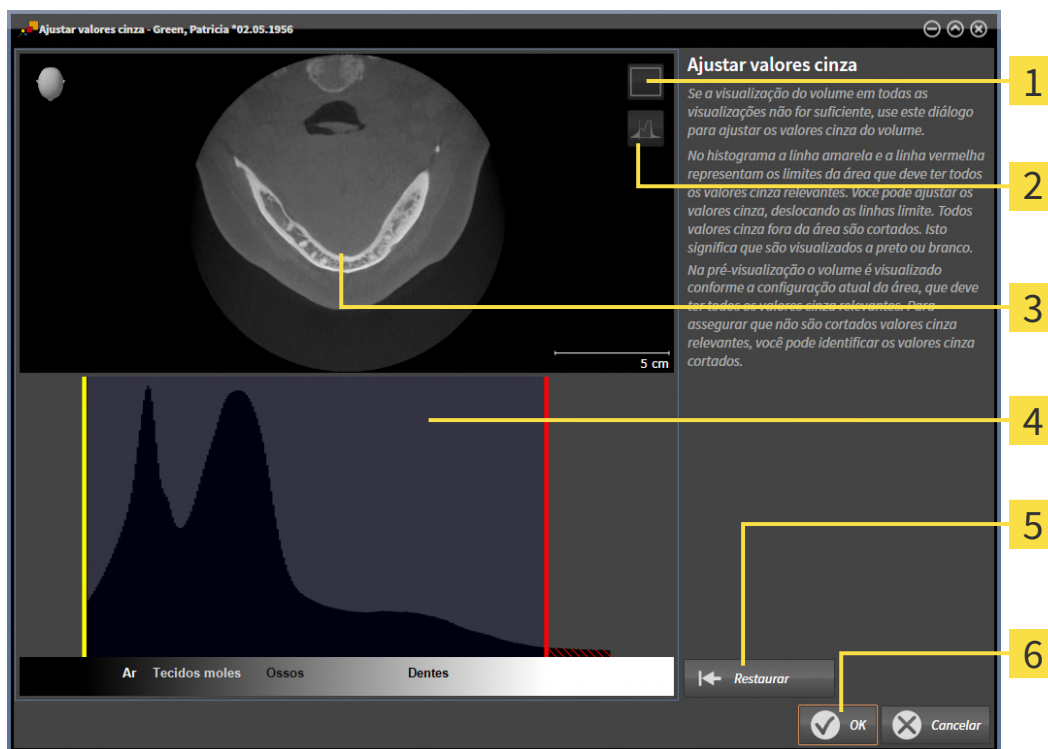 Ajustar valores cinza - Green, Patricia *02.05.1956
5 cm
Ar Tecidos moles Ossos Dentes
Ajustar valores cinza
Se a visualização do volume em todas as
visualizações não for suficiente, use este diálogo
para ajustar os valores cinza do volume.
No histograma a linha amarela e a linha vermelha
representam os limites da área que deve ter todos
os valores cinza relevantes. Você pode ajustar os
valores cinza, deslocando as linhas limite. Todos
valores cinza fora da área são cortados. Isto
significa que são visualizados a preto ou branco.
Na pré-visualização o volume é visualizado
conforme a configuração atual da área, que deve
ter todos os valores cinza relevantes. Para
assegurar que não são cortados valores cinza
relevantes, você pode identificar os valores cinza
cortados.
Restaurar
OK Cancelar
1
2
3
4
5
6